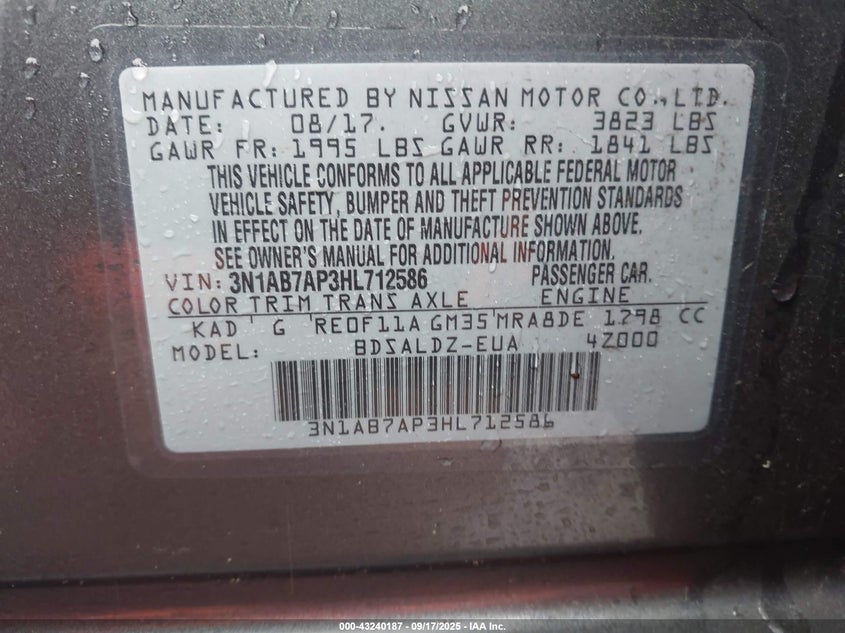 MANUFACTURED BY NISSAN MOTOR CO., LTD.
DATE: 08/17. GVWR: 3823 LBS
GAWR FR: 1995 LBS GAWR RR: 1841 LBS
THIS VEHICLE CONFORMS TO ALL APPLICABLE FEDERAL MOTOR
VEHICLE SAFETY, BUMPER AND THEFT PREVENTION STANDARDS
IN EFFECT ON THE DATE OF MANUFACTURE SHOWN ABOVE.
SEE OWNER'S MANUAL FOR ADDITIONAL INFORMATION.
VIN: 3N1AB7AP3HL712586 PASSENGER CAR.
COLOR TRIM TRANS AXLE ENGINE
KAD G RE0F11A GM35 MRA8DE 1798 CC
MODEL: BDSALDZ-EUA 4Z000
3N1AB7AP3HL712586
000-43240187 - 09/17/2025 - IAA Inc.